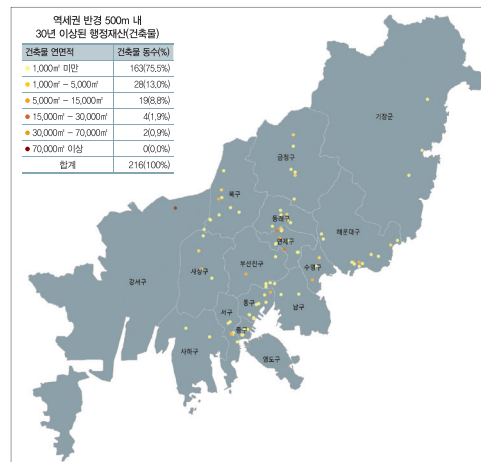 역세권 반경 500m 내
30년 이상된 행정재산(건축물)
건축물 연면적 건축물 동수(%)
1,000㎡ 미만 163(75.5%)
1,000㎡ – 5,000㎡ 28(13.0%)
5,000㎡ – 15,000㎡ 19(8.8%)
15,000㎡ – 30,000㎡ 4(1.9%)
30,000㎡ – 70,000㎡ 2(0.9%)
70,000㎡ 이상 0(0.0%)
합계 216(100%)
기장군
금정구
북구
동래구
해운대구
연제구
부산진구
수영구
강서구
사상구
동구
남구
서구
중구
사하구
영도구